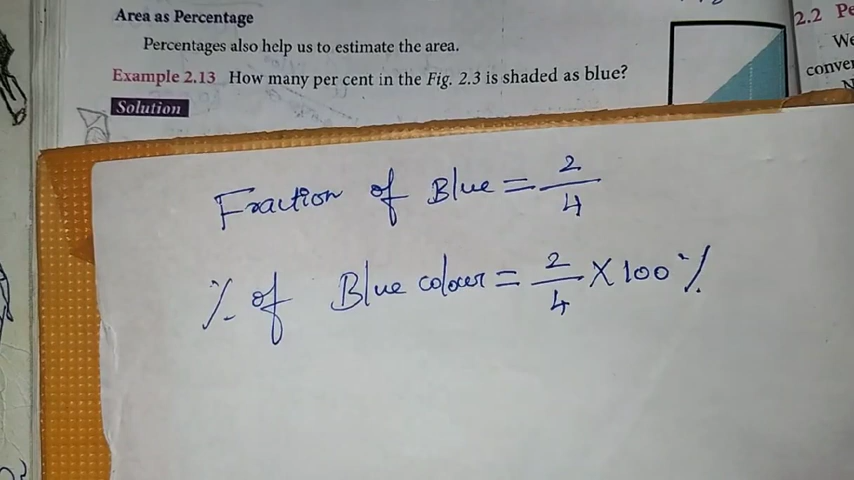 Area as Percentage
Percentages also help us to estimate the area.
Example 2.13 How many per cent in the Fig. 2.3 is shaded as blue?
Solution
2.2 Pe
We
conver
Fraction of Blue = 2/4
% of Blue colour = 2/4 × 100 %